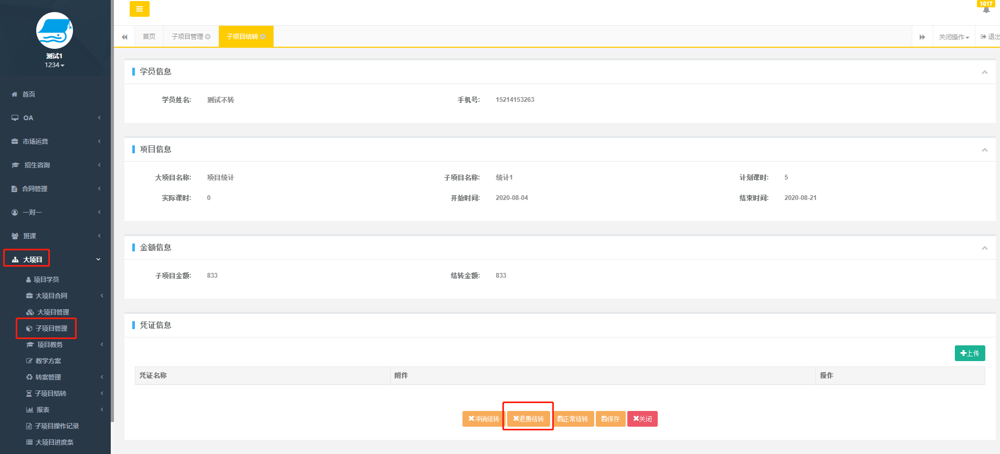 1017
测试1
1234
首页
OA
市场运营
招生咨询
合同管理
一对一
班课
大项目
项目学员
大项目合同
大项目管理
子项目管理
项目教务
教学方案
转案管理
子项目结转
报表
子项目操作记录
大项目进度条
首页 子项目管理 子项目结转 关闭操作 退出
学员信息
学员姓名: 测试不转 手机号: 15214153263
项目信息
大项目名称: 项目统计 子项目名称: 统计1 计划课时: 5
实际课时: 0 开始时间: 2020-08-04 结束时间: 2020-08-21
金额信息
子项目金额: 833 结转金额: 833
凭证信息
上传
凭证名称 附件 操作
冲销结转 退费结转 正常结转 保存 关闭